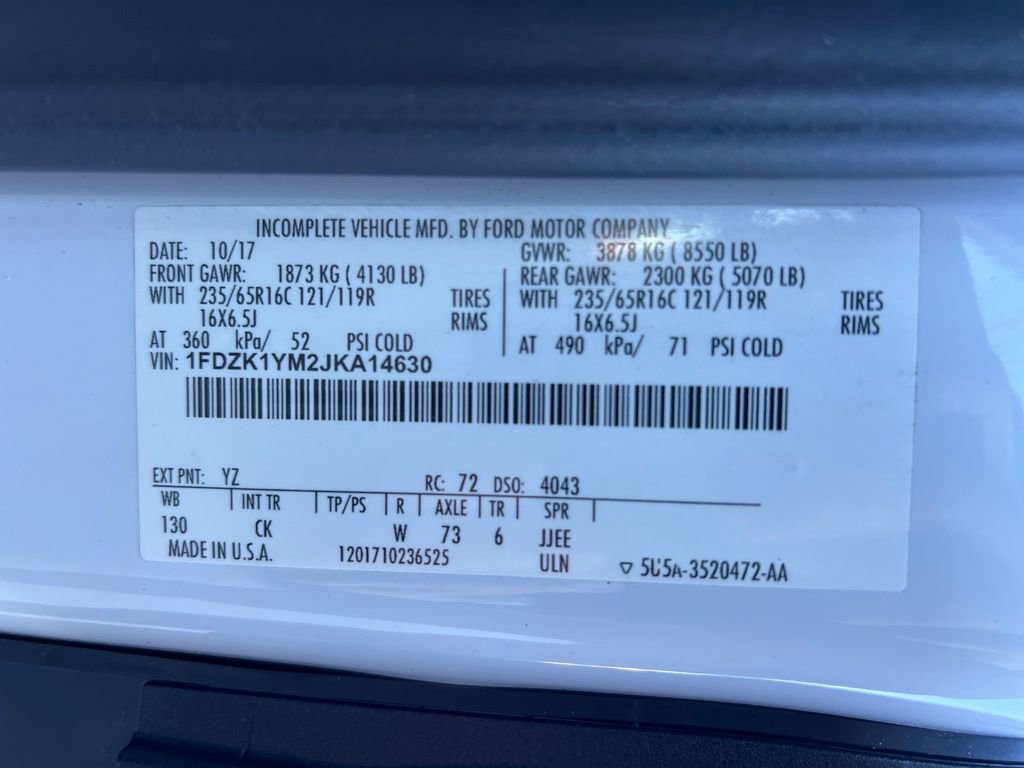 INCOMPLETE VEHICLE MFD. BY FORD MOTOR COMPANY
DATE: 10/17 GVWR: 3878 KG ( 8550 LB)
FRONT GAWR: 1873 KG ( 4130 LB) REAR GAWR: 2300 KG ( 5070 LB)
WITH 235/65R16C 121/119R TIRES WITH 235/65R16C 121/119R TIRES
16X6.5J RIMS 16X6.5J RIMS
AT 360 kPa/ 52 PSI COLD AT 490 kPa/ 71 PSI COLD
VIN: 1FDZK1YM2JKA14630
EXT PNT: YZ RC: 72 DSO: 4043
WB INT TR TP/PS R AXLE TR SPR
130 CK W 73 6 JJEE
MADE IN U.S.A. 1201710236525 ULN ▽ 5U5A-3520472-AA